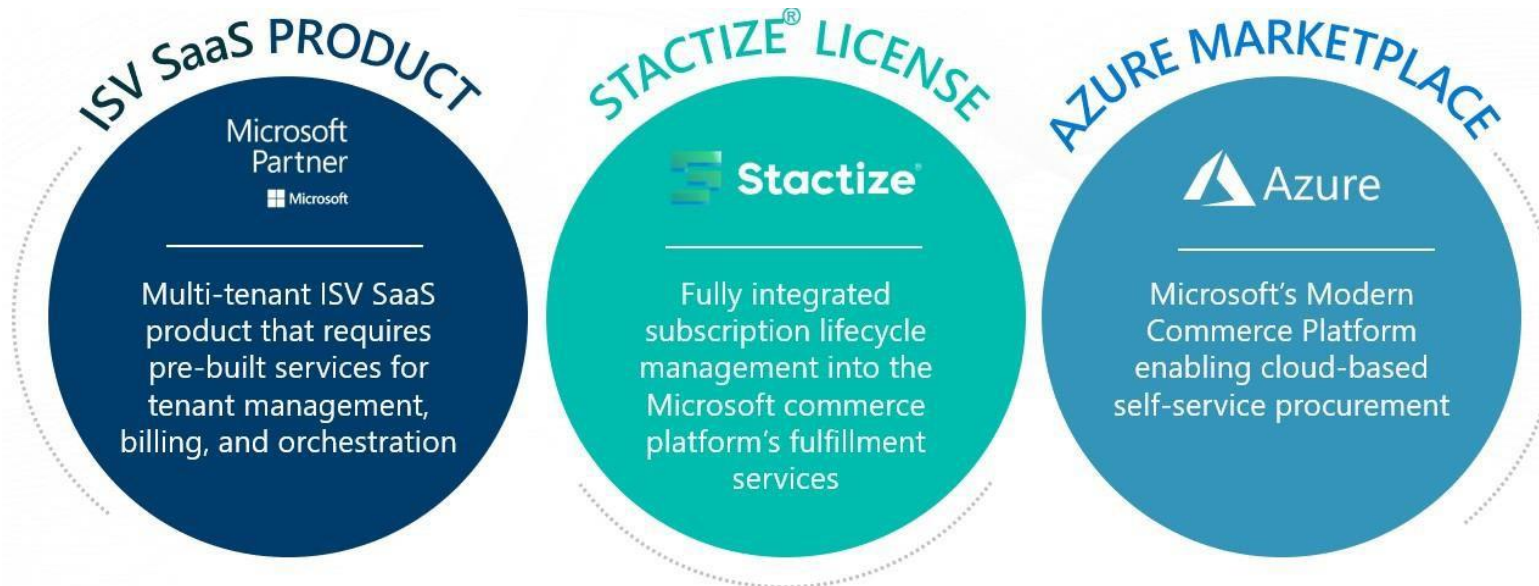 ISV SaaS PRODUCT
Microsoft
Partner
Microsoft
Multi-tenant ISV SaaS
product that requires
pre-built services for
tenant management,
billing, and orchestration
STACTIZE® LICENSE
Stactize®
Fully integrated
subscription lifecycle
management into the
Microsoft commerce
platform's fulfillment
services
AZURE MARKETPLACE
Azure
Microsoft's Modern
Commerce Platform
enabling cloud-based
self-service procurement